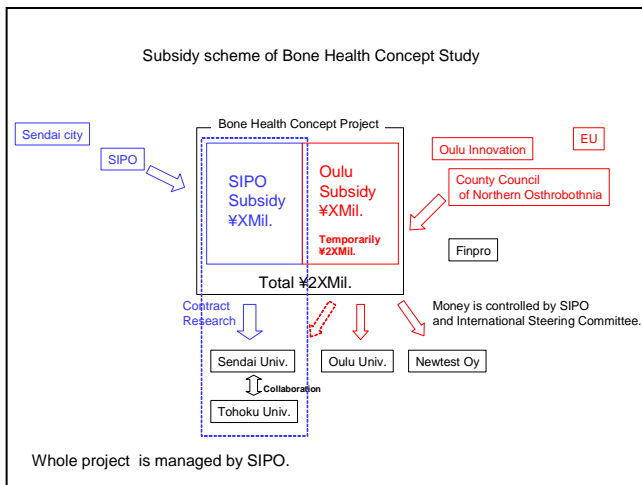 Subsidy scheme of Bone Health Concept Study
Bone Health Concept Project
Sendai city
SIPO
EU
Oulu Innovation
County Council
of Northern Osthrobothnia
Finpro
SIPO
Subsidy
¥XMil.
Oulu
Subsidy
¥XMil.
Temporarily
¥2XMil.
Total ¥2XMil.
Contract
Research
Money is controlled by SIPO
and International Steering Committee.
Sendai Univ.
Oulu Univ.
Newtest Oy
Collaboration
Tohoku Univ.
Whole project is managed by SIPO.